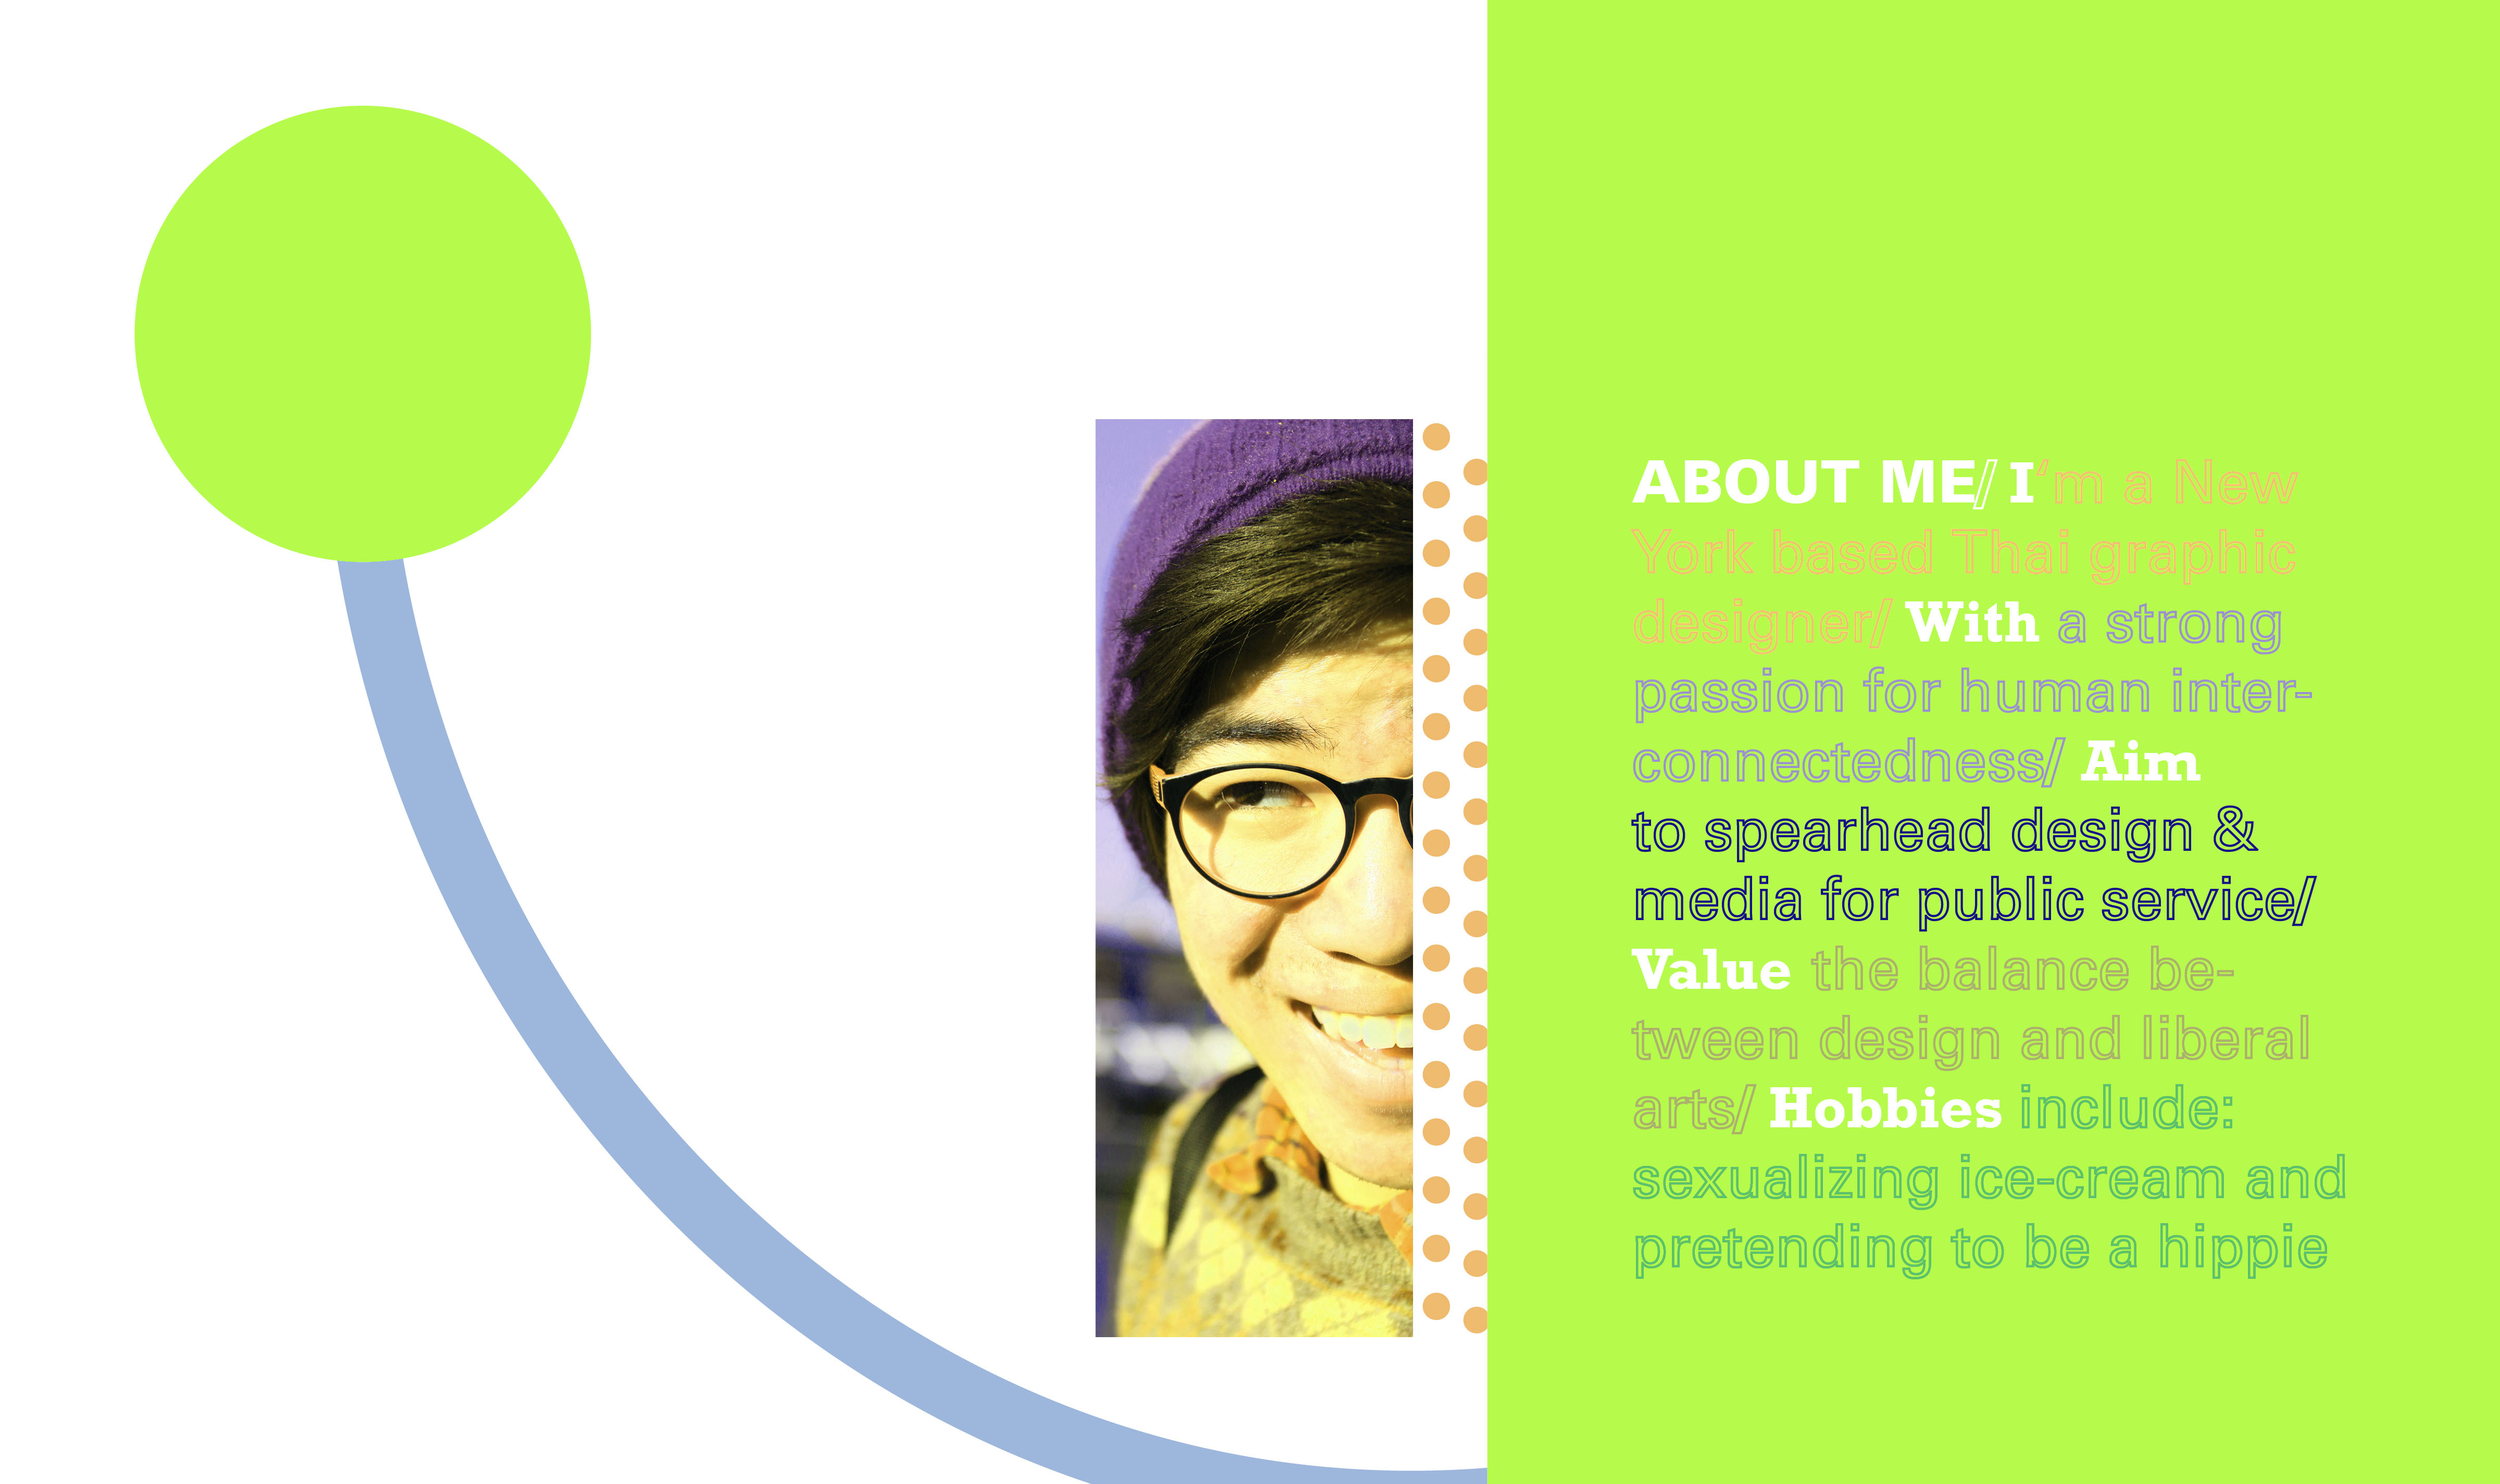 ABOUT ME/ I'm a New
York based Thai graphic
designer/ With a strong
passion for human inter-
connectedness/ Aim
to spearhead design &
media for public service/
Value the balance be-
tween design and liberal
arts/ Hobbies include:
sexualizing ice-cream and
pretending to be a hippie